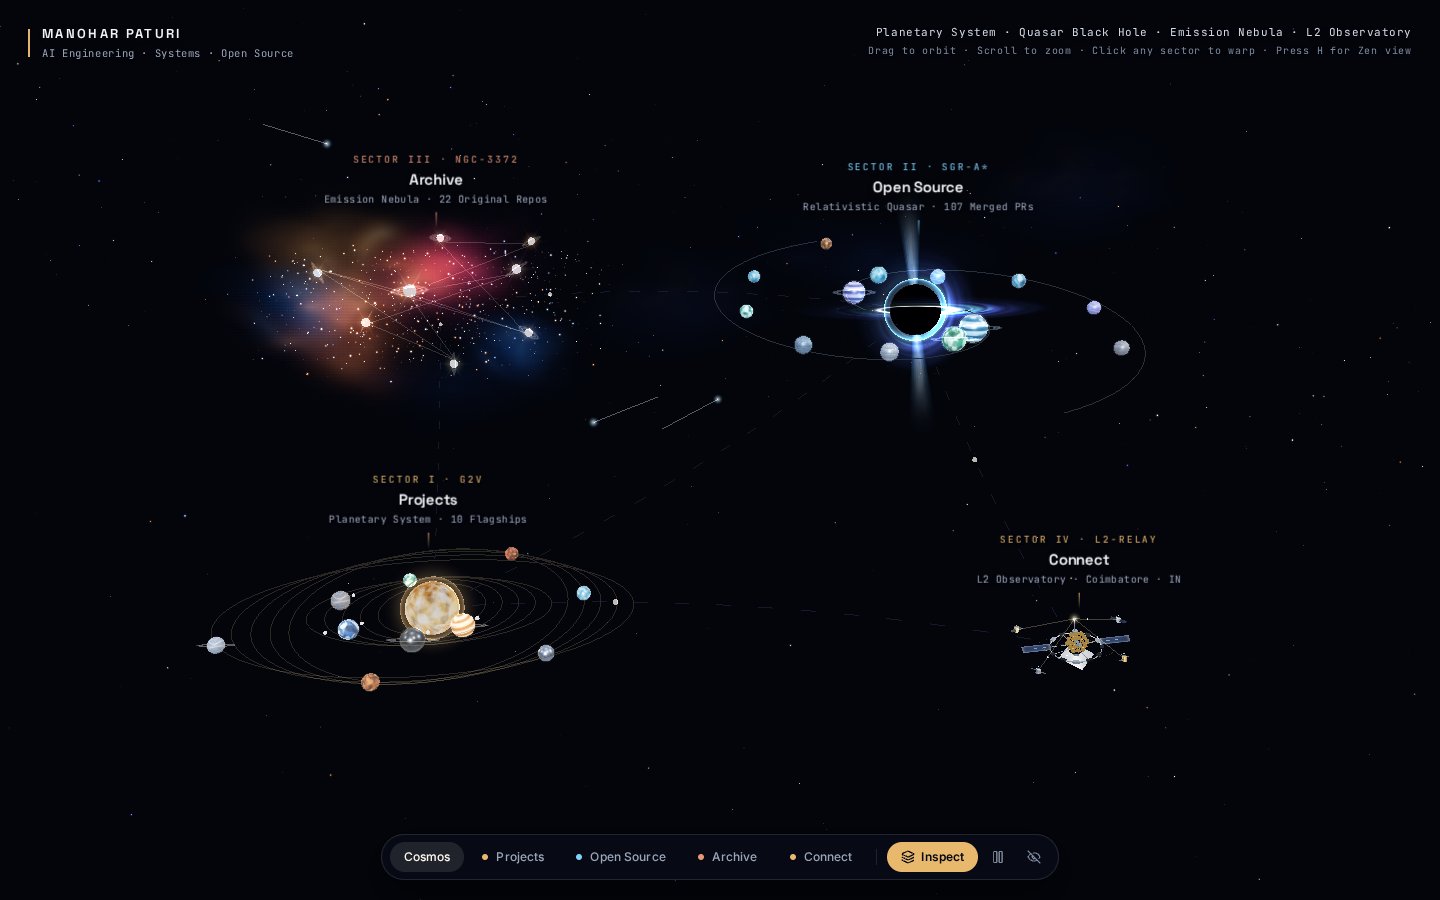 MANOHAR PATURI
AI Engineering · Systems · Open Source
Planetary System · Quasar Black Hole · Emission Nebula · L2 Observatory
Drag to orbit · Scroll to zoom · Click any sector to warp · Press H for Zen view
SECTOR III · NGC-3372
Archive
Emission Nebula · 22 Original Repos
SECTOR II · SGR-A*
Open Source
Relativistic Quasar · 107 Merged PRs
SECTOR I · G2V
Projects
Planetary System · 10 Flagships
SECTOR IV · L2-RELAY
Connect
L2 Observatory · Coimbatore · IN
Cosmos
Projects
Open Source
Archive
Connect
Inspect